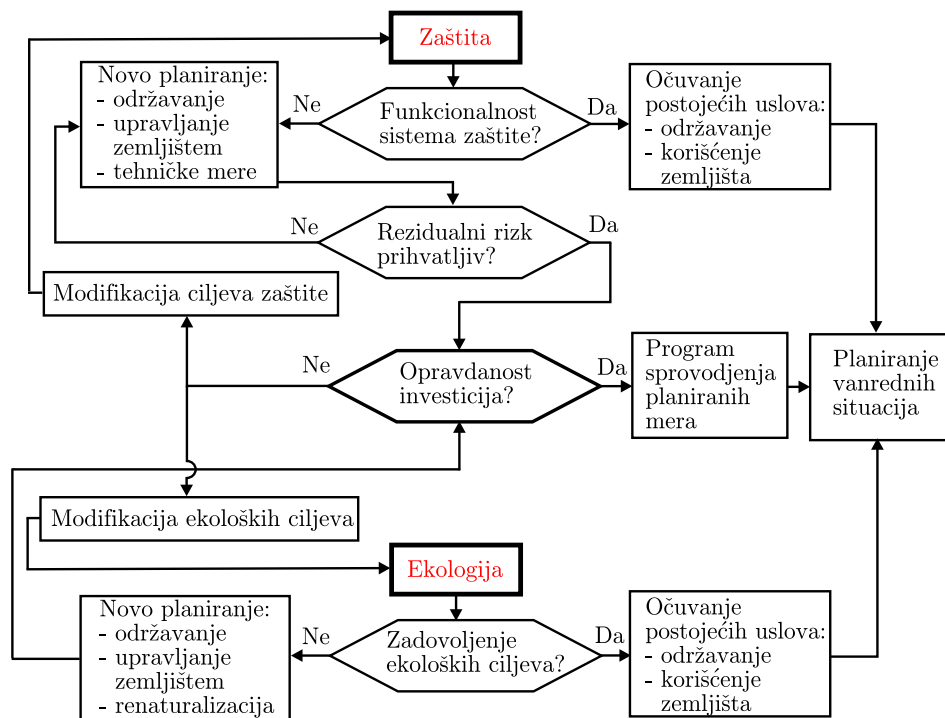 Zaštita
Novo planiranje:
- održavanje
- upravljanje
zemljištem
- tehničke mere
Ne
Funkcionalnost
sistema zaštite?
Da
Očuvanje
postojećih uslova:
- održavanje
- korišćenje
zemljišta
Ne
Rezidualni rizk
prihvatljiv?
Da
Modifikacija ciljeva zaštite
Ne
Opravdanost
investicija?
Da
Program
sprovodjenja
planiranih
mera
Planiranje
vanrednih
situacija
Modifikacija ekoloških ciljeva
Ekologija
Novo planiranje:
- održavanje
- upravljanje
zemljištem
- renaturalizacija
Ne
Zadovoljenje
ekoloških ciljeva?
Da
Očuvanje
postojećih uslova:
- održavanje
- korišćenje
zemljišta